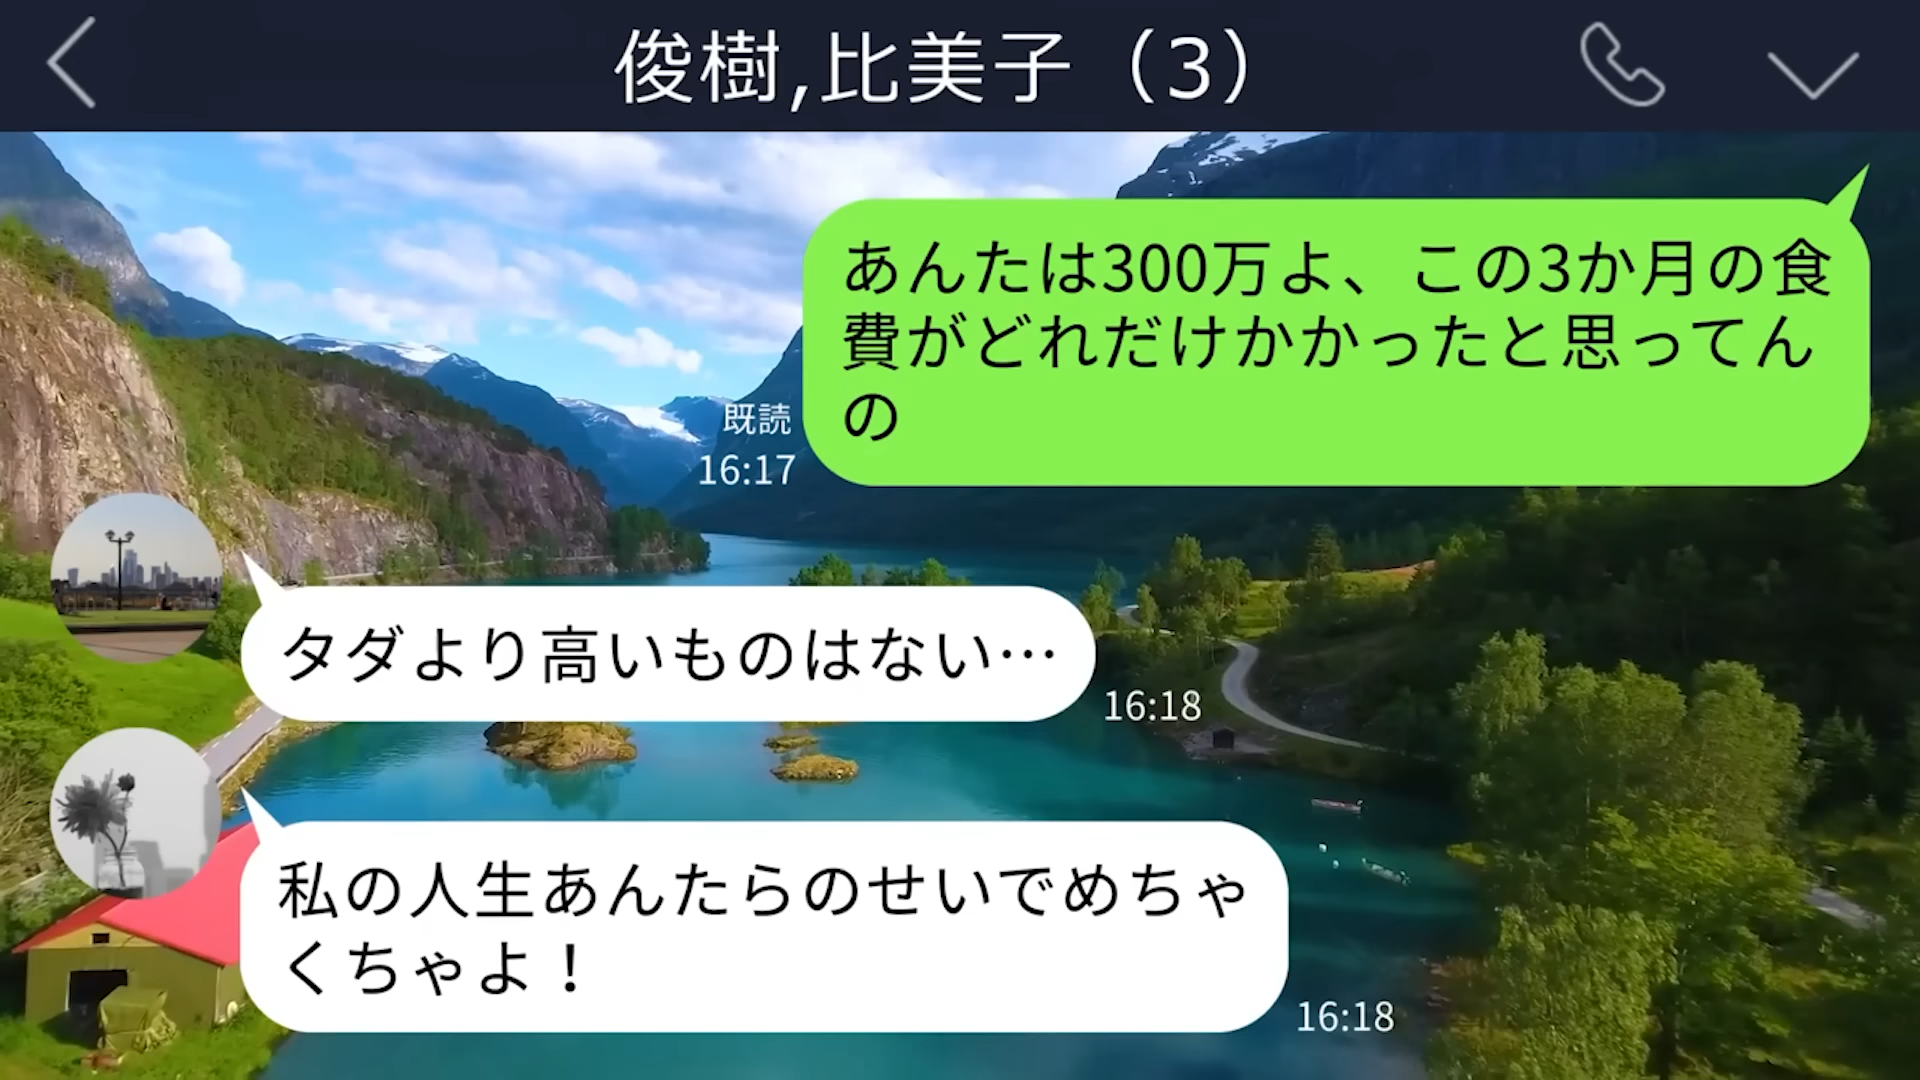 俊樹,比美子（3）
あんたは300万よ、この3か月の食
費がどれだけかかったと思ってん
の
既読
16:17
タダより高いものはない…
16:18
私の人生あんたらのせいでめちゃ
くちゃよ！
16:18